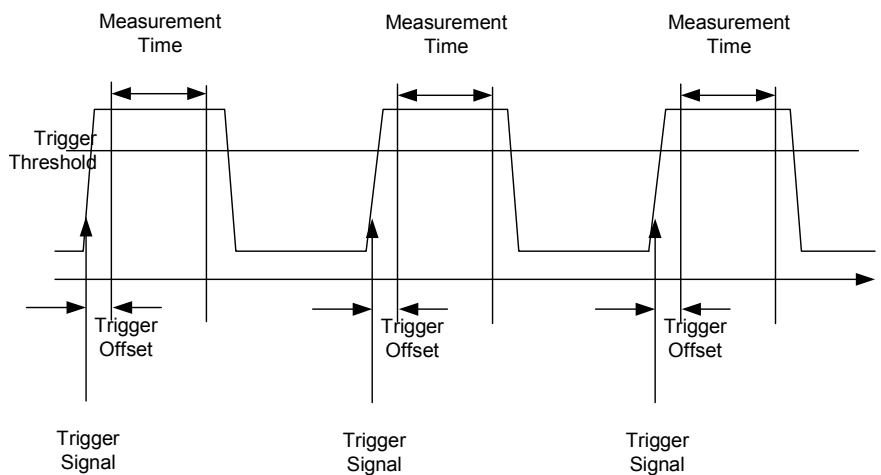 Measurement
Time
Measurement
Time
Measurement
Time
Trigger
Threshold
Trigger
Offset
Trigger
Offset
Trigger
Offset
Trigger
Signal
Trigger
Signal
Trigger
Signal